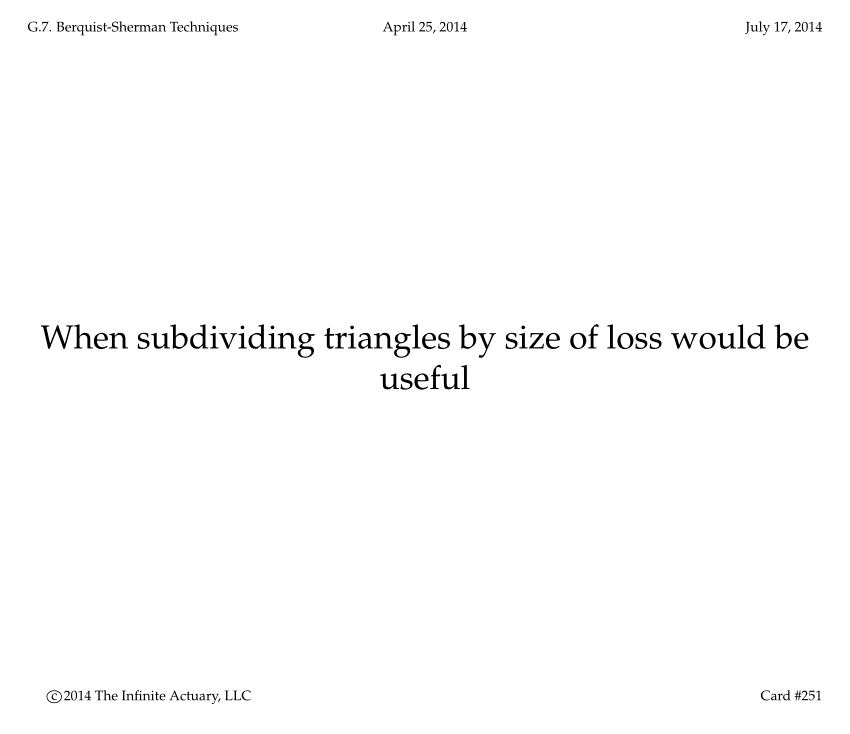 G.7. Berquist-Sherman Techniques April 25, 2014 July 17, 2014
When subdividing triangles by size of loss would be
useful
©2014 The Infinite Actuary, LLC Card #251